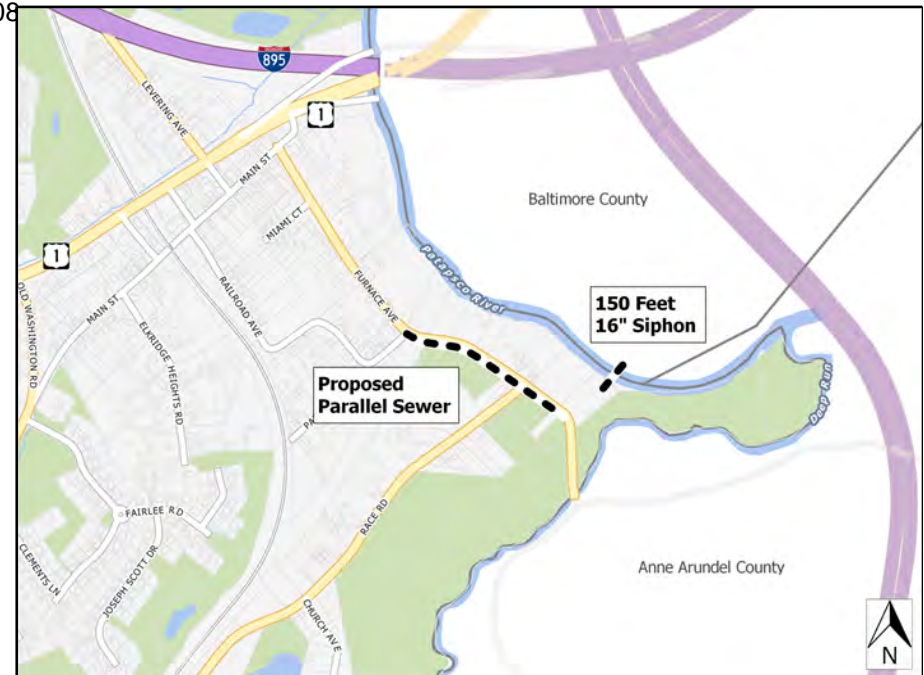 08
895
LEVERING AVE
1
MAIN ST
Baltimore County
MIAMI CT
1
Patapsco River
FURNACE AVE
RAILROAD AVE
OLD WASHINGTON RD
MAIN ST
150 Feet
16" Siphon
ELKRIDGE HEIGHTS RD
Proposed
Parallel Sewer
Deep Run
RACE RD
FAIRLEE RD
CLEMENTS LN
JOSEPH SCOTT DR
Anne Arundel County
CHURCH AVE
N